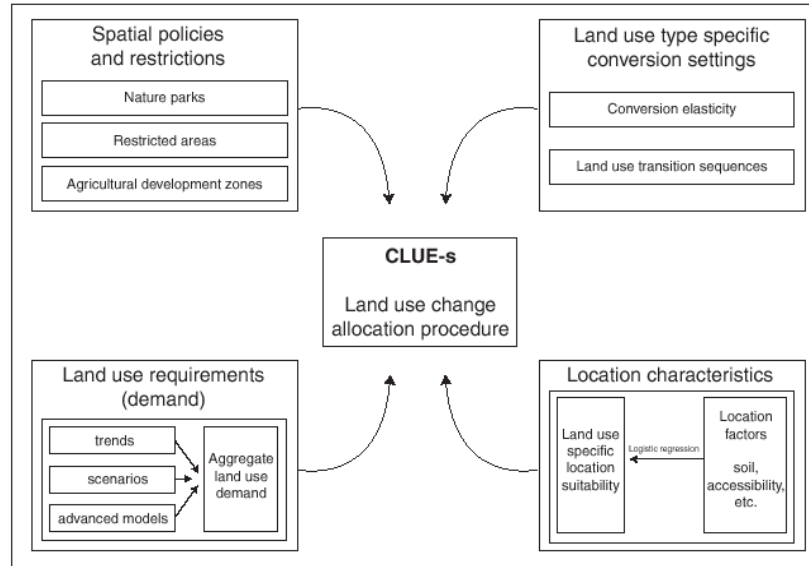 Spatial policies
and restrictions
Nature parks
Restricted areas
Agricultural development zones
Land use type specific
conversion settings
Conversion elasticity
Land use transition sequences
CLUE-s
Land use change
allocation procedure
Land use requirements
(demand)
trends
scenarios
advanced models
Aggregate
land use
demand
Location characteristics
Land use
specific
location
suitability
Logistic regression
Location
factors
soil,
accessibility,
etc.